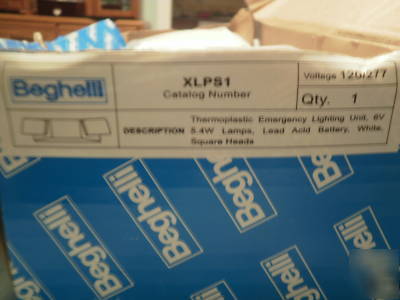 Beghelli
XLPS1
Catalog Number
Voltage 120/277
Qty. 1
DESCRIPTION
Thermoplastic Emergency Lighting Unit, 6V
5.4W Lamps, Lead Acid Battery, White,
Square Heads
Beghelli
Beghelli
Beghelli
Beghelli
Beghelli
Beghelli